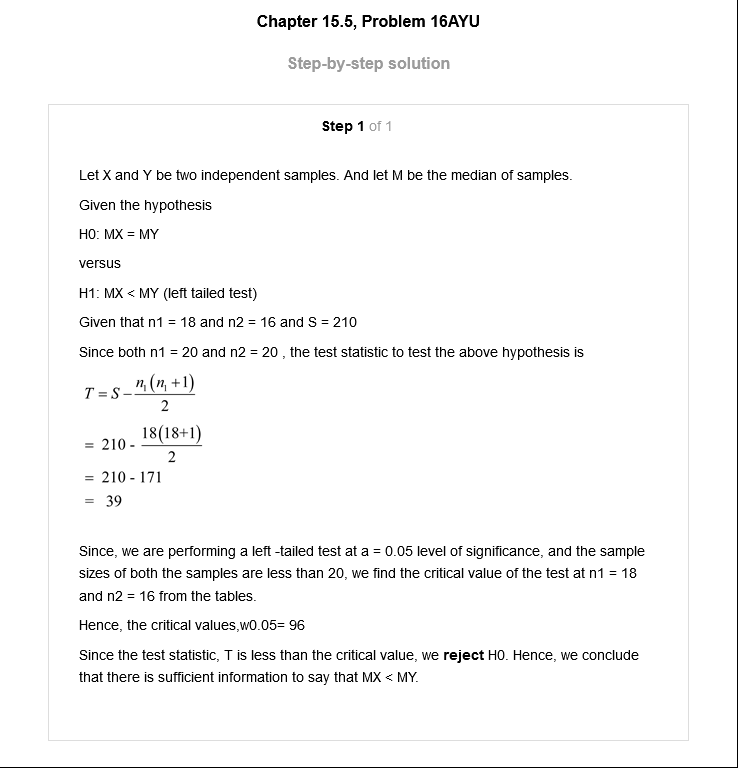 Chapter 15.5, Problem 16AYU
Step-by-step solution
Step 1 of 1
Let X and Y be two independent samples. And let M be the median of samples.
Given the hypothesis
H0: MX = MY
versus
H1: MX < MY (left tailed test)
Given that n1 = 18 and n2 = 16 and S = 210
Since both n1 = 20 and n2 = 20 , the test statistic to test the above hypothesis is
T = S − n₁(n₁ +1)/2
= 210 - 18(18+1)/2
= 210 - 171
= 39
Since, we are performing a left -tailed test at a = 0.05 level of significance, and the sample
sizes of both the samples are less than 20, we find the critical value of the test at n1 = 18
and n2 = 16 from the tables.
Hence, the critical values,w0.05= 96
Since the test statistic, T is less than the critical value, we reject H0. Hence, we conclude
that there is sufficient information to say that MX < MY.